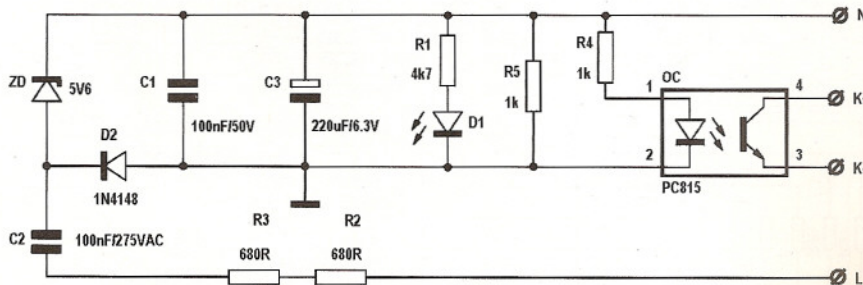 N
ZD
5V6
C1
100nF/50V
C3
220uF/6.3V
R1
4k7
D1
R5
1k
R4
1k
OC
1
4
K
2
3
K
PC815
D2
1N4148
C2
100nF/275VAC
R3
680R
R2
680R
L